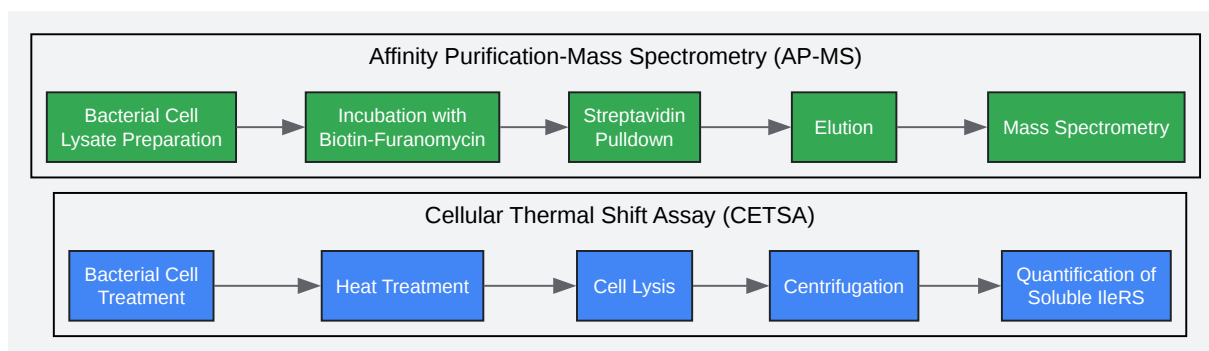 Affinity Purification-Mass Spectrometry (AP-MS)
Bacterial Cell
Lysate Preparation
Incubation with
Biotin-Furanomycin
Streptavidin
Pulldown
Elution
Mass Spectrometry
Cellular Thermal Shift Assay (CETSA)
Bacterial Cell
Treatment
Heat Treatment
Cell Lysis
Centrifugation
Quantification of
Soluble IleRS